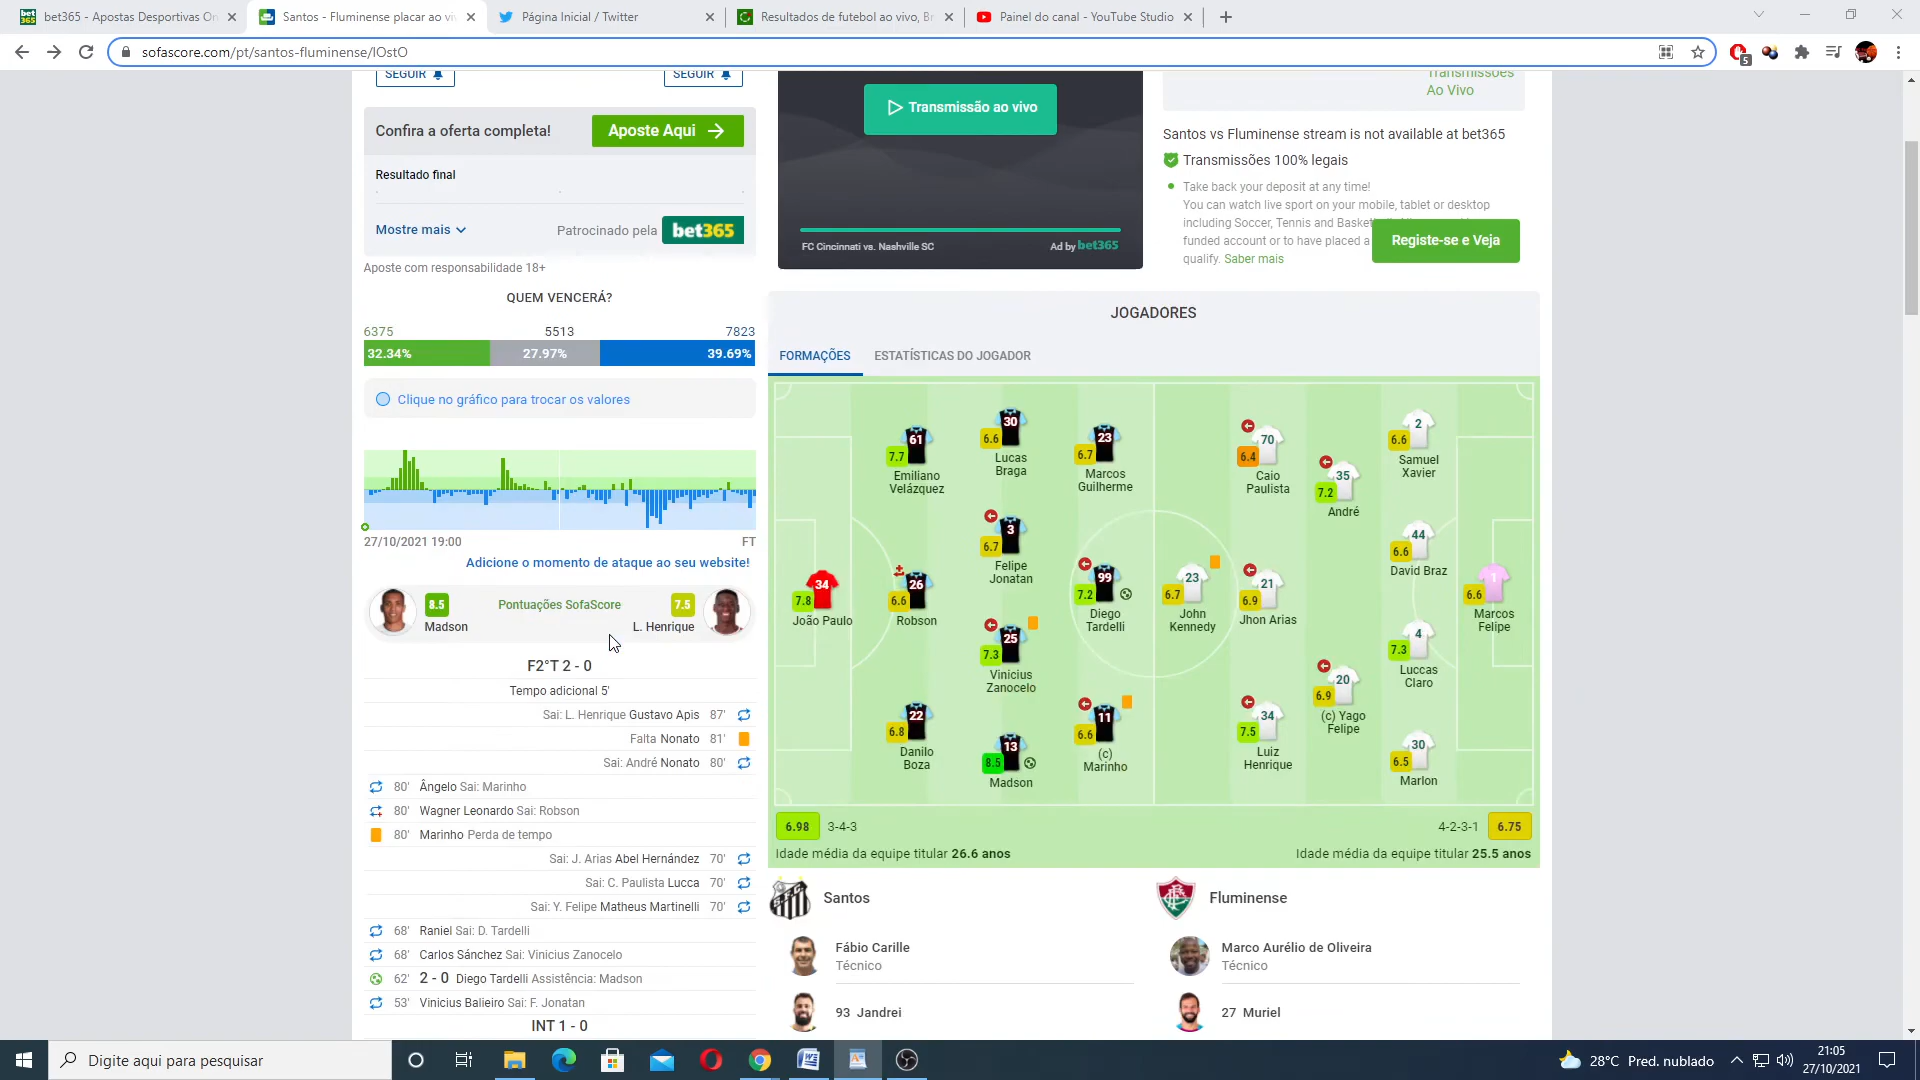 bet365 - Apostas Desportivas On
Santos - Fluminense placar ao viv
Página Inicial / Twitter
Resultados de futebol ao vivo, Br
Painel do canal - YouTube Studio
sofascore.com/pt/santos-fluminense/lOstO
5
SEGUIR
SEGUIR
Confira a oferta completa!
Aposte Aqui
Resultado final
Mostre mais
Patrocinado pela bet365
Aposte com responsabilidade 18+
QUEM VENCERÁ?
6375 5513 7823
32.34% 27.97% 39.69%
Clique no gráfico para trocar os valores
27/10/2021 19:00 FT
Adicione o momento de ataque ao seu website!
8.5 Pontuações SofaScore 7.5
Madson L. Henrique
F2°T 2 - 0
Tempo adicional 5'
Sai: L. Henrique Gustavo Apis 87'
Falta Nonato 81'
Sai: André Nonato 80'
80' Ângelo Sai: Marinho
80' Wagner Leonardo Sai: Robson
80' Marinho Perda de tempo
Sai: J. Arias Abel Hernández 70'
Sai: C. Paulista Lucca 70'
Sai: Y. Felipe Matheus Martinelli 70'
68' Raniel Sai: D. Tardelli
68' Carlos Sánchez Sai: Vinicius Zanocelo
62' 2 - 0 Diego Tardelli Assistência: Madson
53' Vinicius Balieiro Sai: F. Jonatan
INT 1 - 0
Transmissão ao vivo
FC Cincinnati vs. Nashville SC
Ad by bet365
Transmissões
Ao Vivo
Santos vs Fluminense stream is not available at bet365
Transmissões 100% legais
Take back your deposit at any time!
You can watch live sport on your mobile, tablet or desktop
including Soccer, Tennis and Basket
funded account or to have placed a
qualify. Saber mais
Registe-se e Veja
JOGADORES
FORMAÇÕES ESTATÍSTICAS DO JOGADOR
34
7.8
João Paulo
61
7.7
Emiliano
Velázquez
26
6.6
Robson
22
6.8
Danilo
Boza
30
6.6
Lucas
Braga
3
6.7
Felipe
Jonatan
25
7.3
Vinicius
Zanocelo
13
8.5
Madson
23
6.7
Marcos
Guilherme
99
7.2
Diego
Tardelli
11
6.6
(c)
Marinho
23
6.7
John
Kennedy
70
6.4
Caio
Paulista
21
6.9
Jhon Arias
34
7.5
Luiz
Henrique
35
7.2
André
20
6.9
(c) Yago
Felipe
2
6.6
Samuel
Xavier
44
6.6
David Braz
4
7.3
Luccas
Claro
30
6.5
Marlon
1
6.6
Marcos
Felipe
6.98 3-4-3 4-2-3-1 6.75
Idade média da equipe titular 26.6 anos
Idade média da equipe titular 25.5 anos
Santos
Fluminense
Fábio Carille
Técnico
Marco Aurélio de Oliveira
Técnico
93 Jandrei
27 Muriel
Digite aqui para pesquisar
28°C Pred. nublado
21:05
27/10/2021